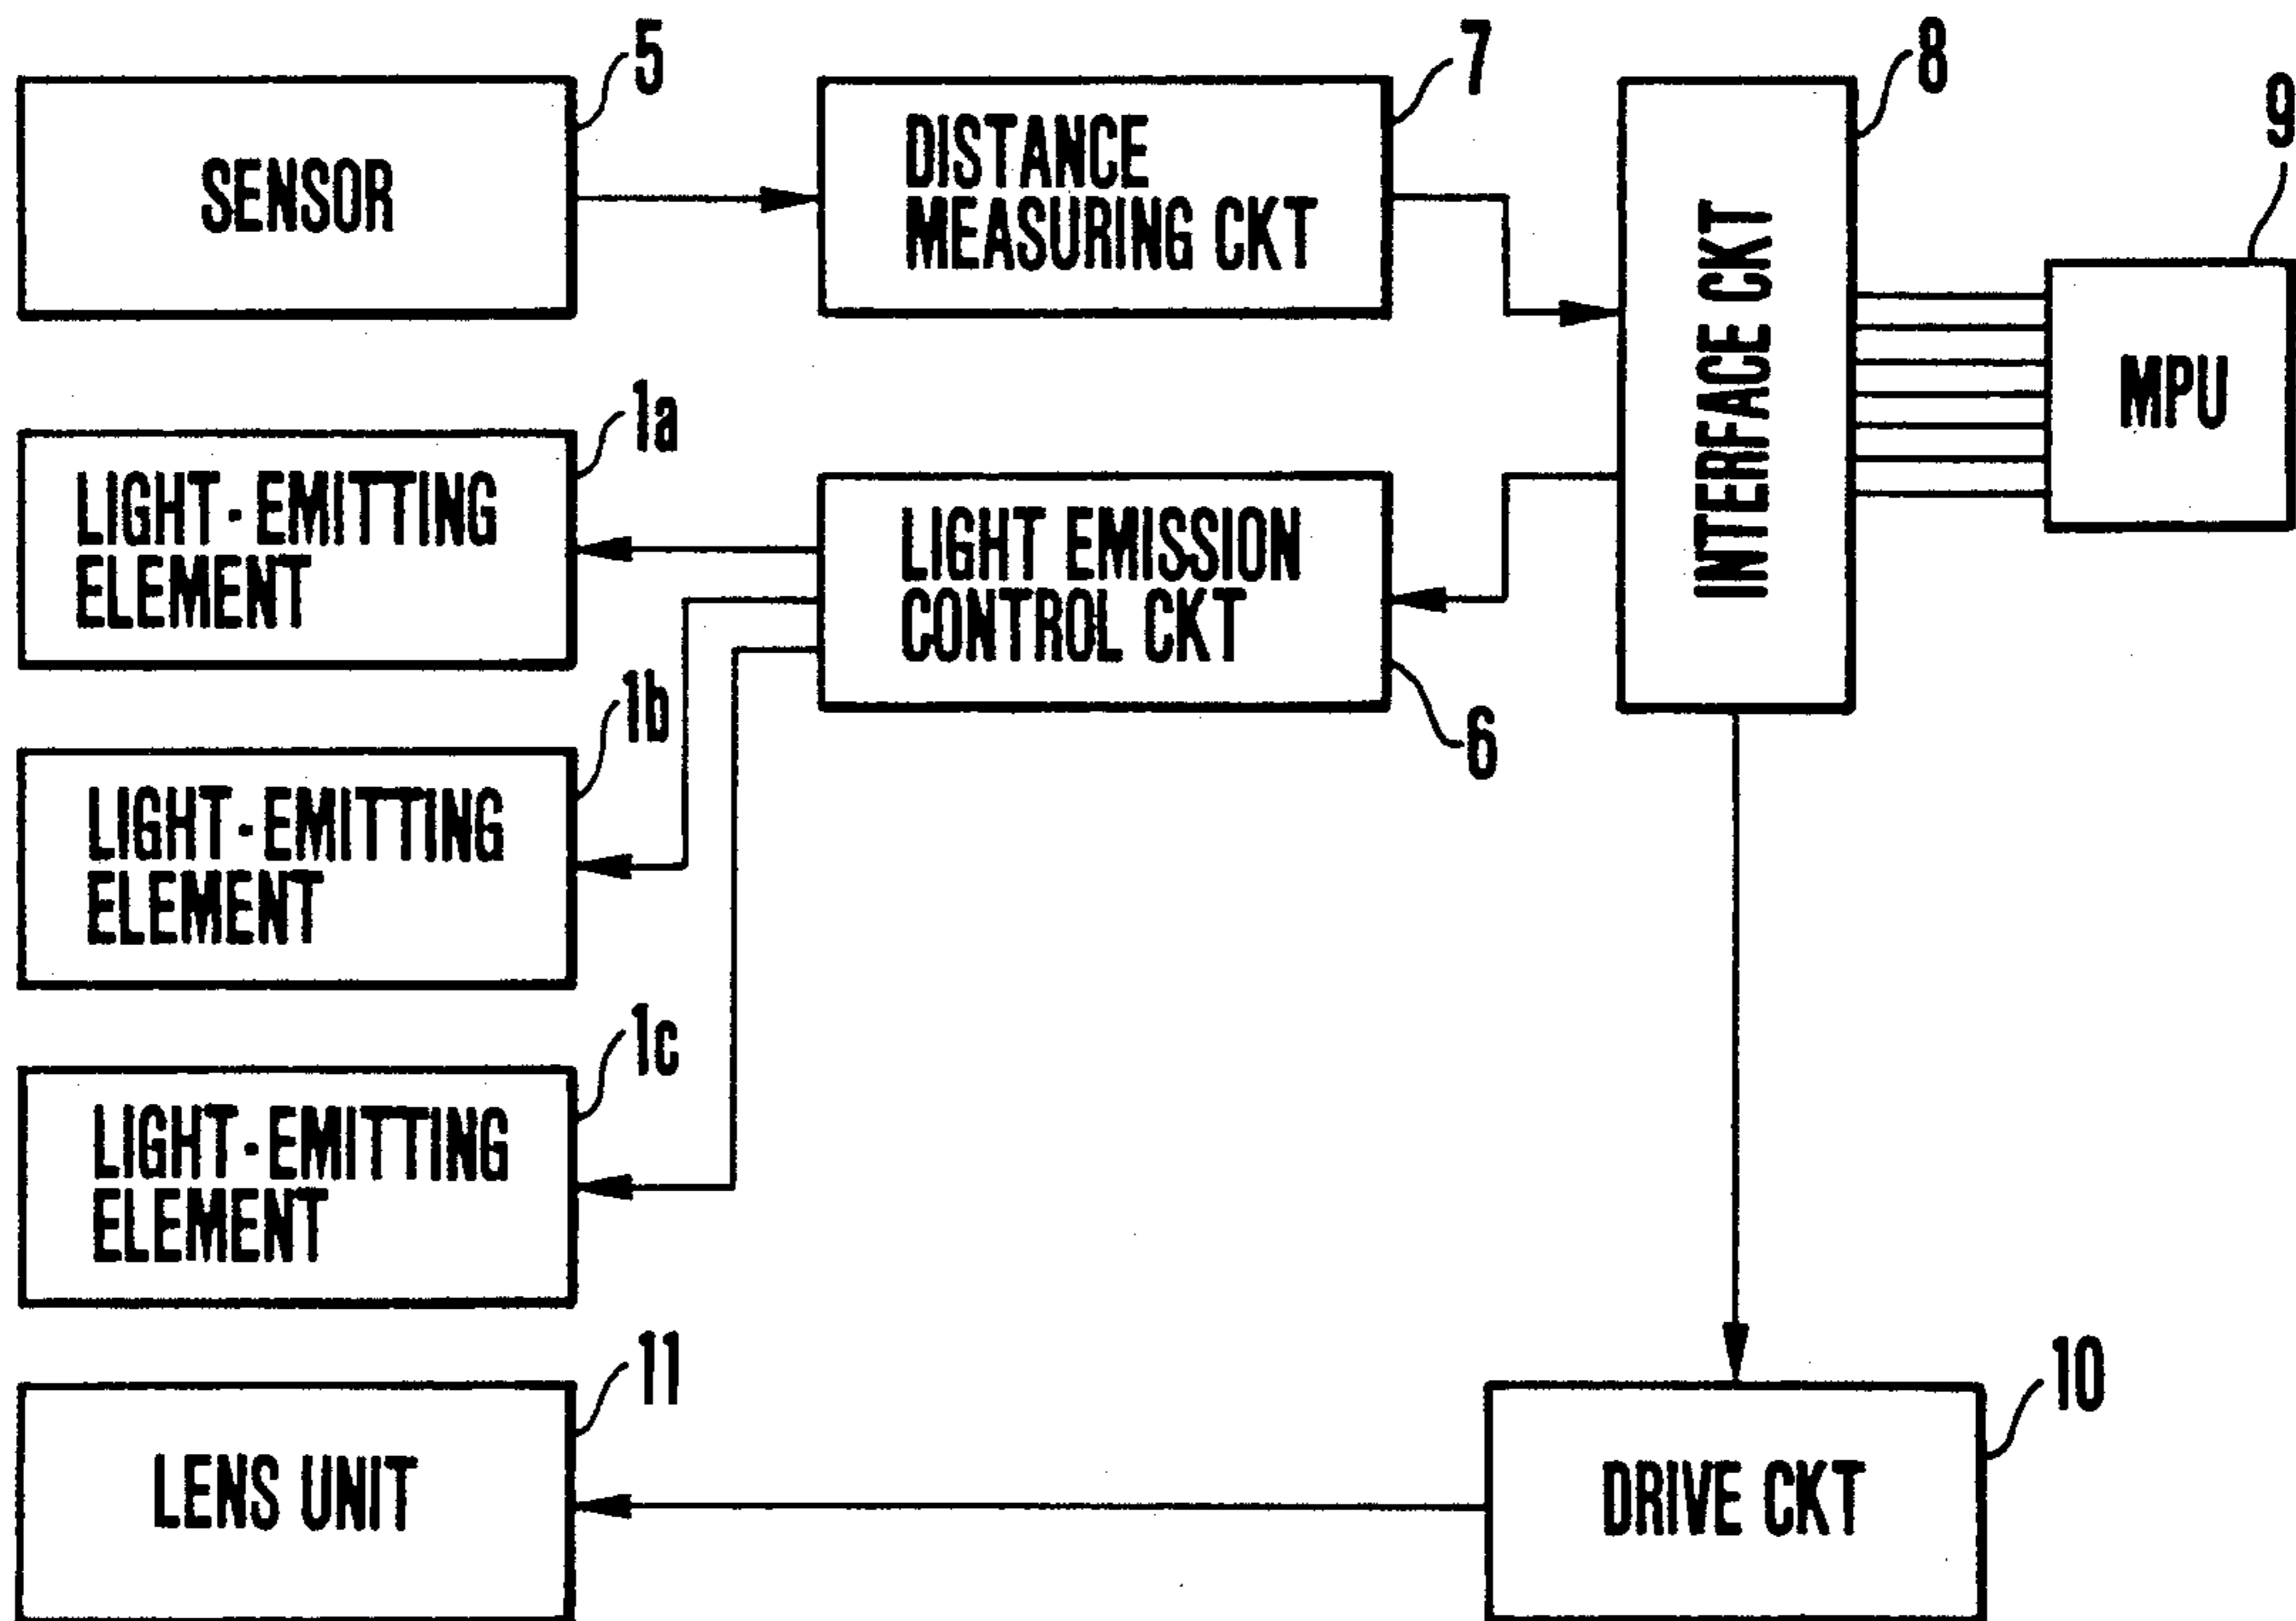 5
SENSOR
7
DISTANCE
MEASURING CKT
8
INTERFACE CKT
9
MPU
1a
LIGHT-EMITTING
ELEMENT
LIGHT EMISSION
CONTROL CKT
6
1b
LIGHT-EMITTING
ELEMENT
1c
LIGHT-EMITTING
ELEMENT
11
LENS UNIT
10
DRIVE CKT